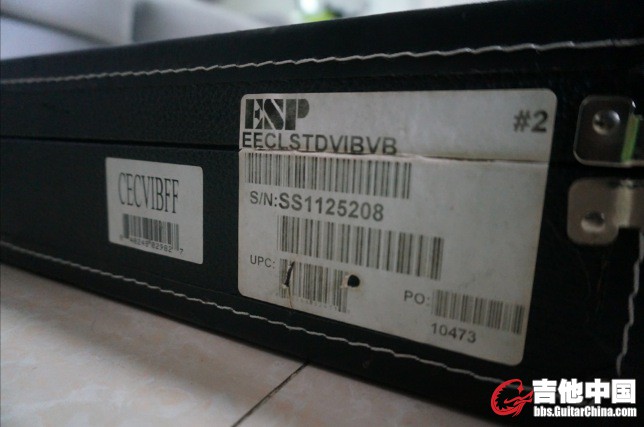 ESP
#2
EECLSTDVIBVB
S/N:SS1125208
CECVIBFF
UPC:
PO:
10473
吉他中国
bbs.GuitarChina.com